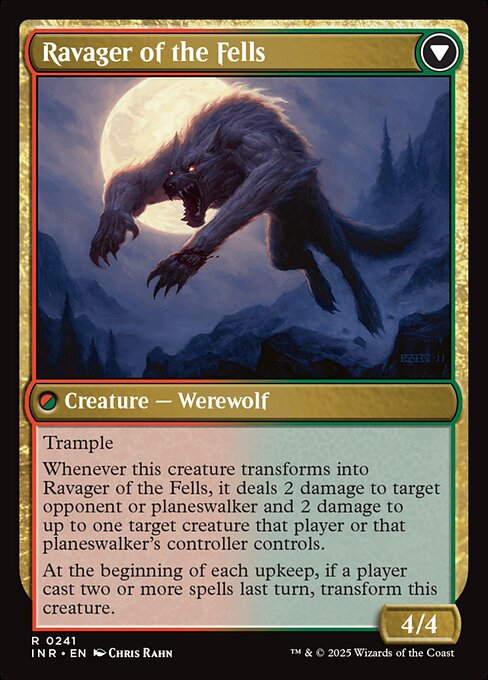 Ravager of the Fells
Creature — Werewolf
Trample
Whenever this creature transforms into
Ravager of the Fells, it deals 2 damage to target
opponent or planeswalker and 2 damage to
up to one target creature that player or that
planeswalker's controller controls.
At the beginning of each upkeep, if a player
cast two or more spells last turn, transform this
creature.
4/4
R 0241
INR • EN Chris Rahn
™ & © 2025 Wizards of the Coast